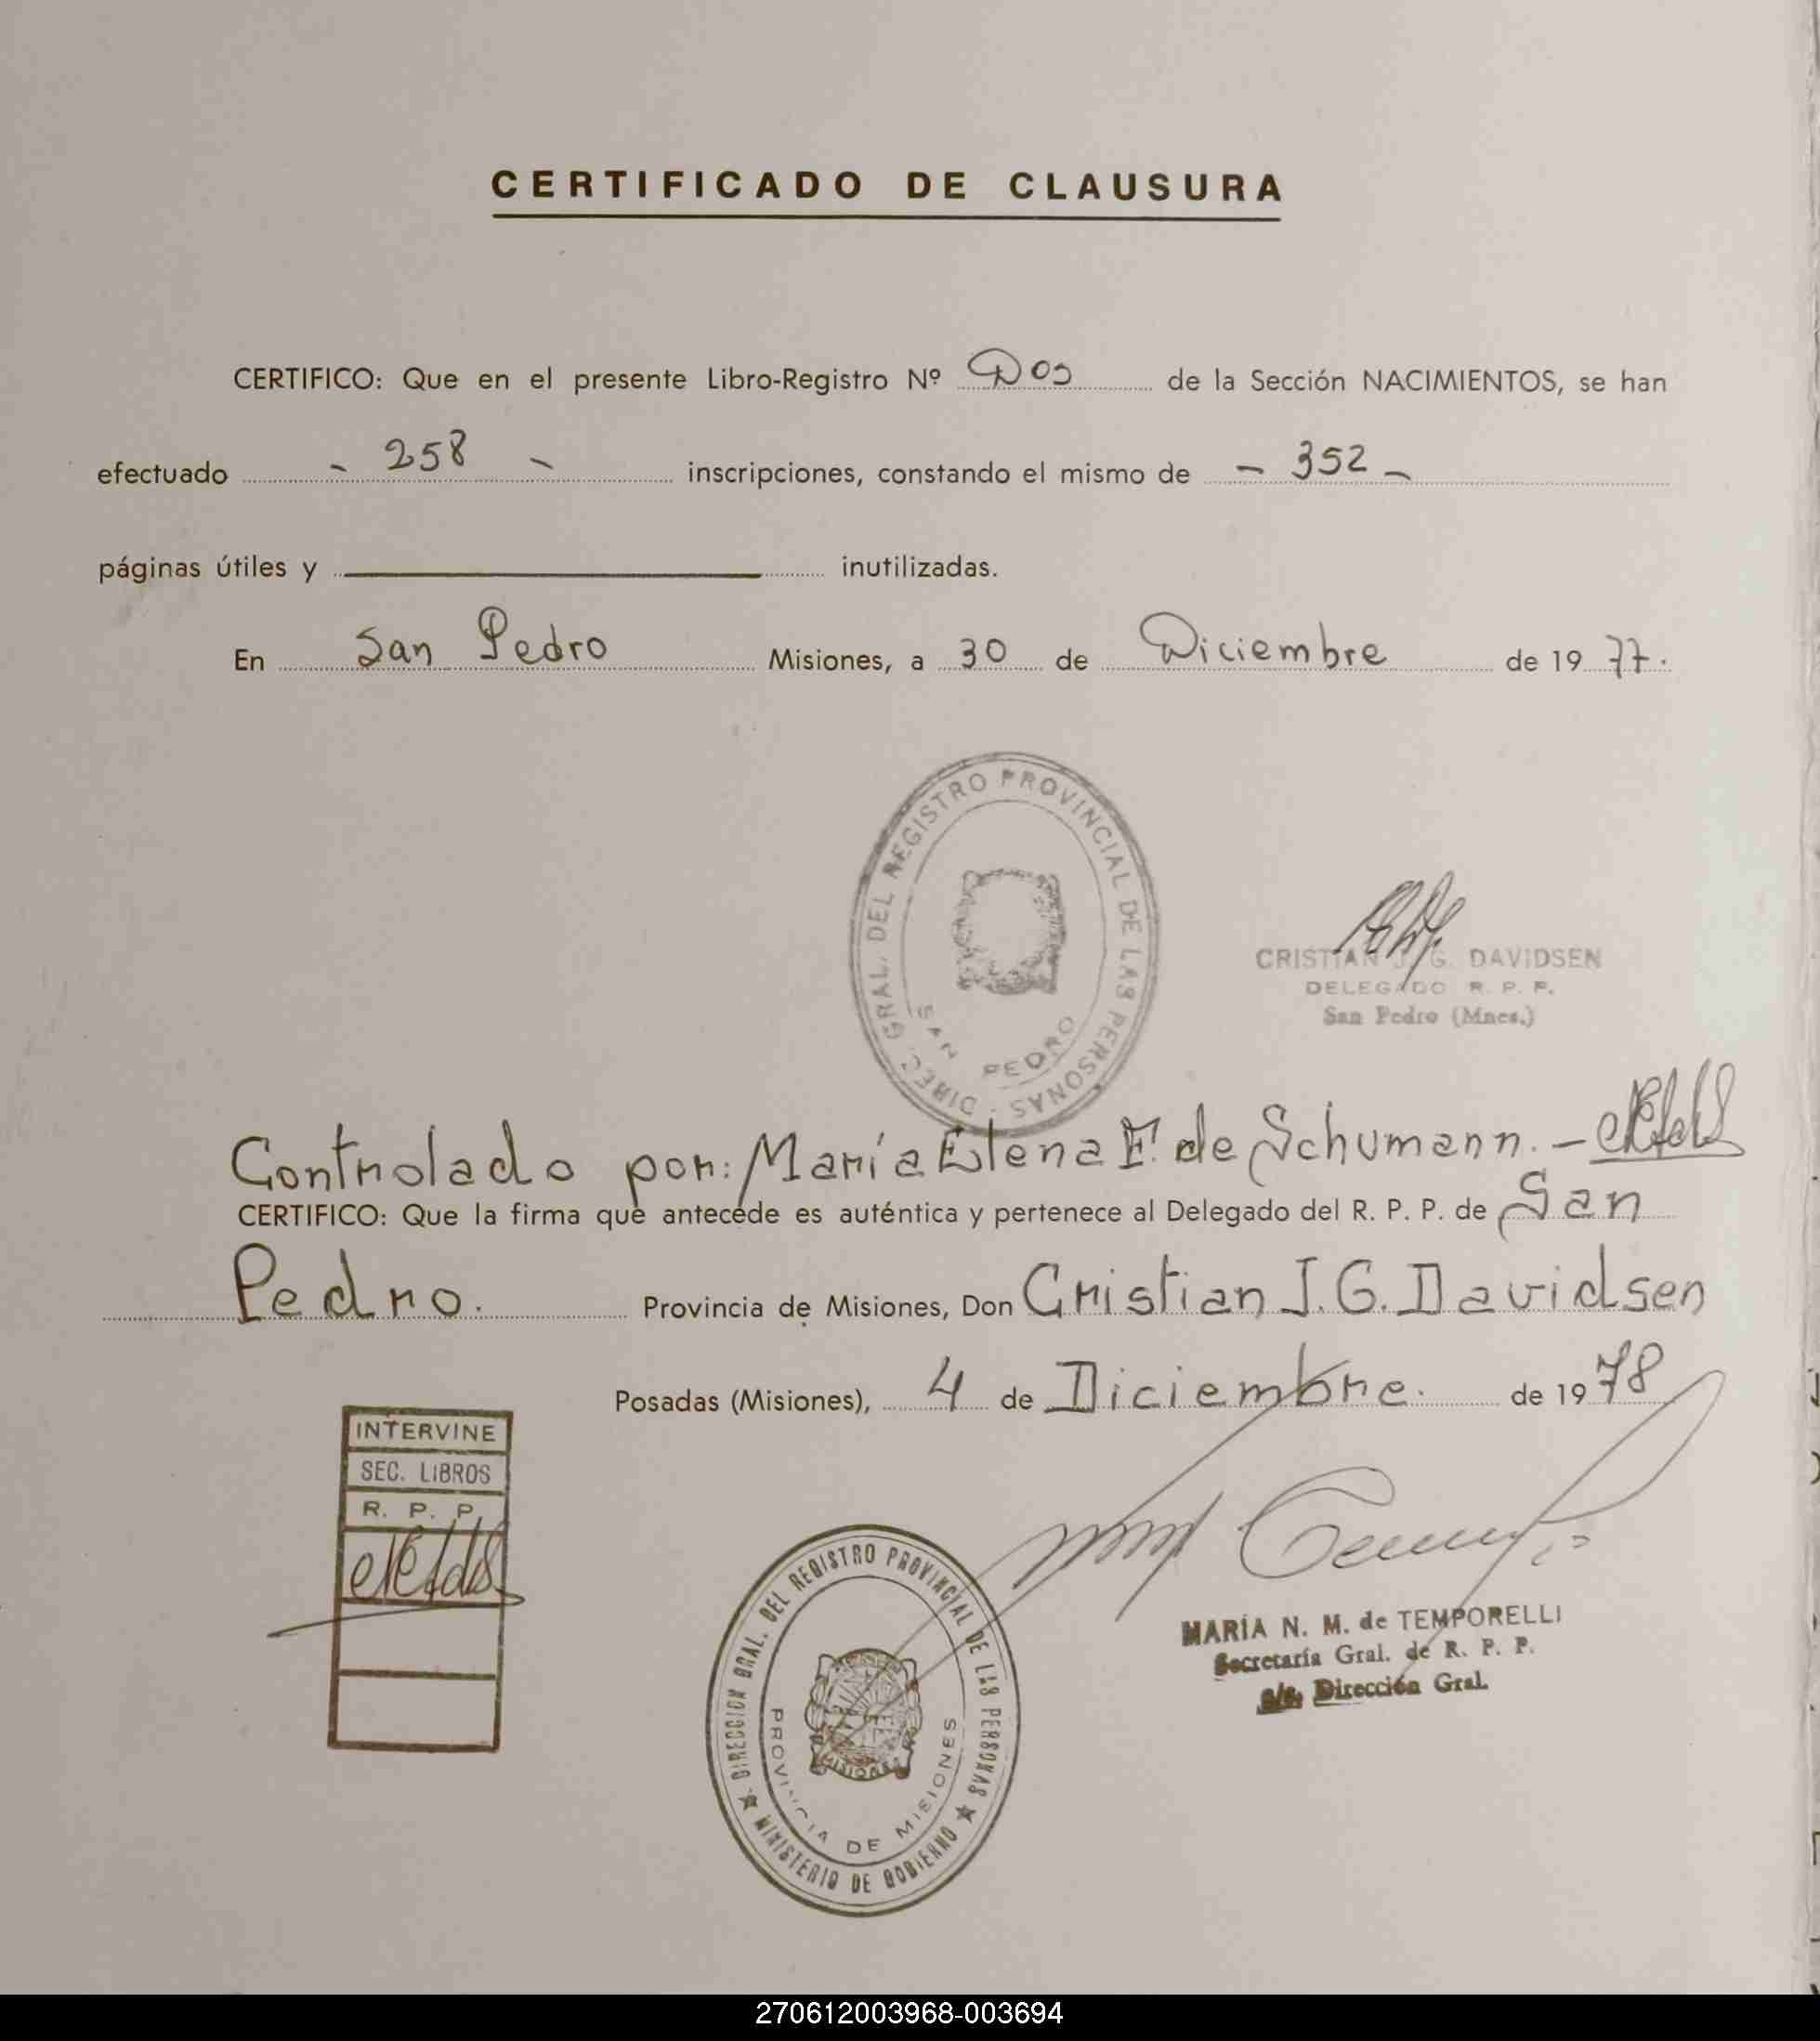 CERTIFICADO DE CLAUSURA
CERTIFICO: Que en el presente Libro-Registro Nº Dos de la Sección NACIMIENTOS, se han
efectuado - 258 - inscripciones, constando el mismo de - 352 -
páginas útiles y inutilizadas.
En San Pedro Misiones, a 30 de Diciembre de 1977.
DIREC. GRAL. DEL REGISTRO PROVINCIAL DE LAS PERSONAS
SAN PEDRO
CRISTIAN J. G. DAVIDSEN
DELEGADO R. P. P.
San Pedro (Mnes.)
Controlado por: María Elena F. de Schumann. -
CERTIFICO: Que la firma que antecede es auténtica y pertenece al Delegado del R. P. P. de San
Pedro. Provincia de Misiones, Don Cristian J. G. Davidsen
Posadas (Misiones), 4 de Diciembre. de 1978
INTERVINE
SEC. LIBROS
R. P. P.
DIRECCION GRAL. DEL REGISTRO PROVINCIAL DE LAS PERSONAS
MINISTERIO DE GOBIERNO
PROVINCIA DE MISIONES
MISIONES
MARÍA N. M. de TEMPORELLI
Secretaría Gral. de R. P. P.
a/c. Dirección Gral.
270612003968-003694